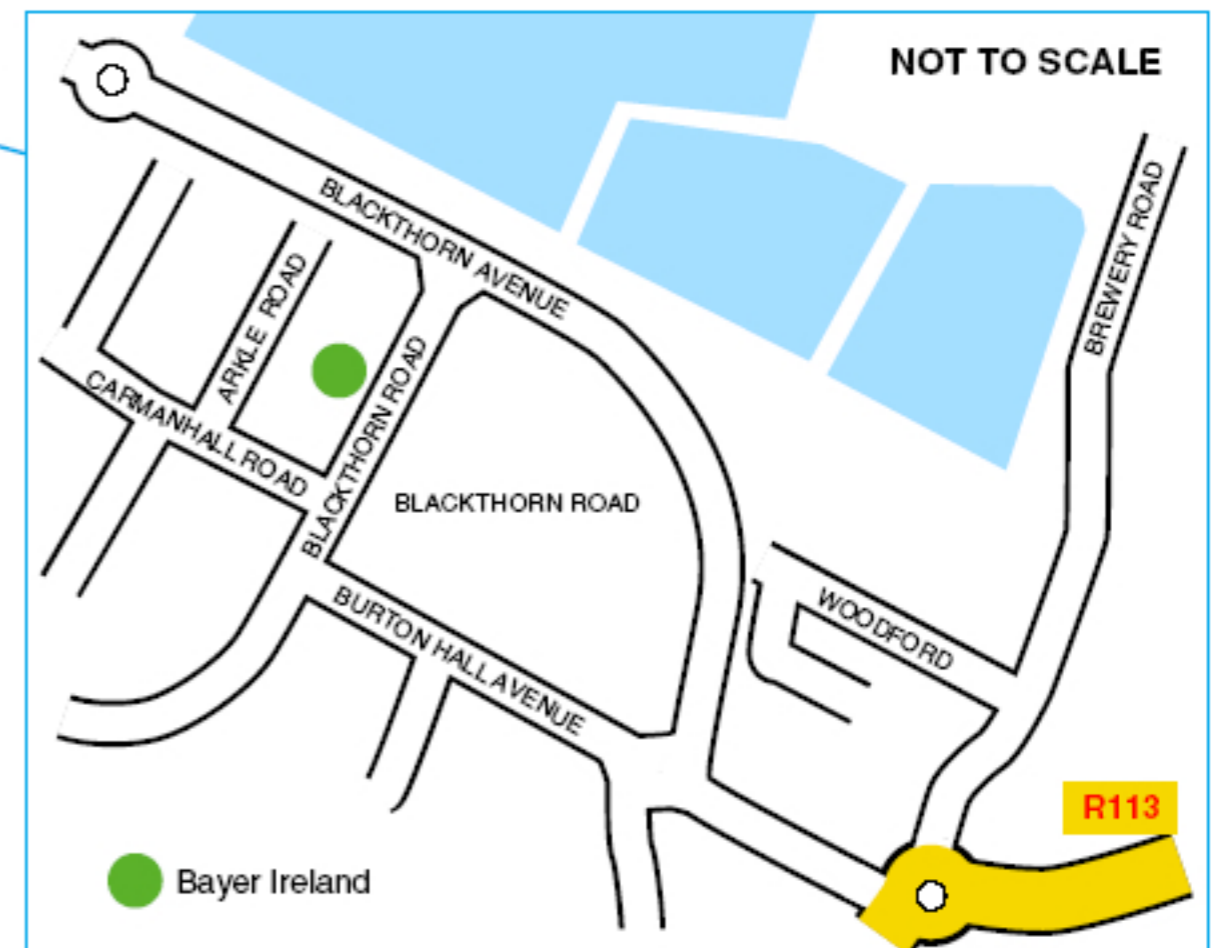 NOT TO SCALE
BLACKTHORN AVENUE
BREWERY ROAD
ARKLE ROAD
CARMANHALL ROAD
BLACKTHORN ROAD
BLACKTHORN ROAD
BURTON HALL AVENUE
WOODFORD
R113
Bayer Ireland